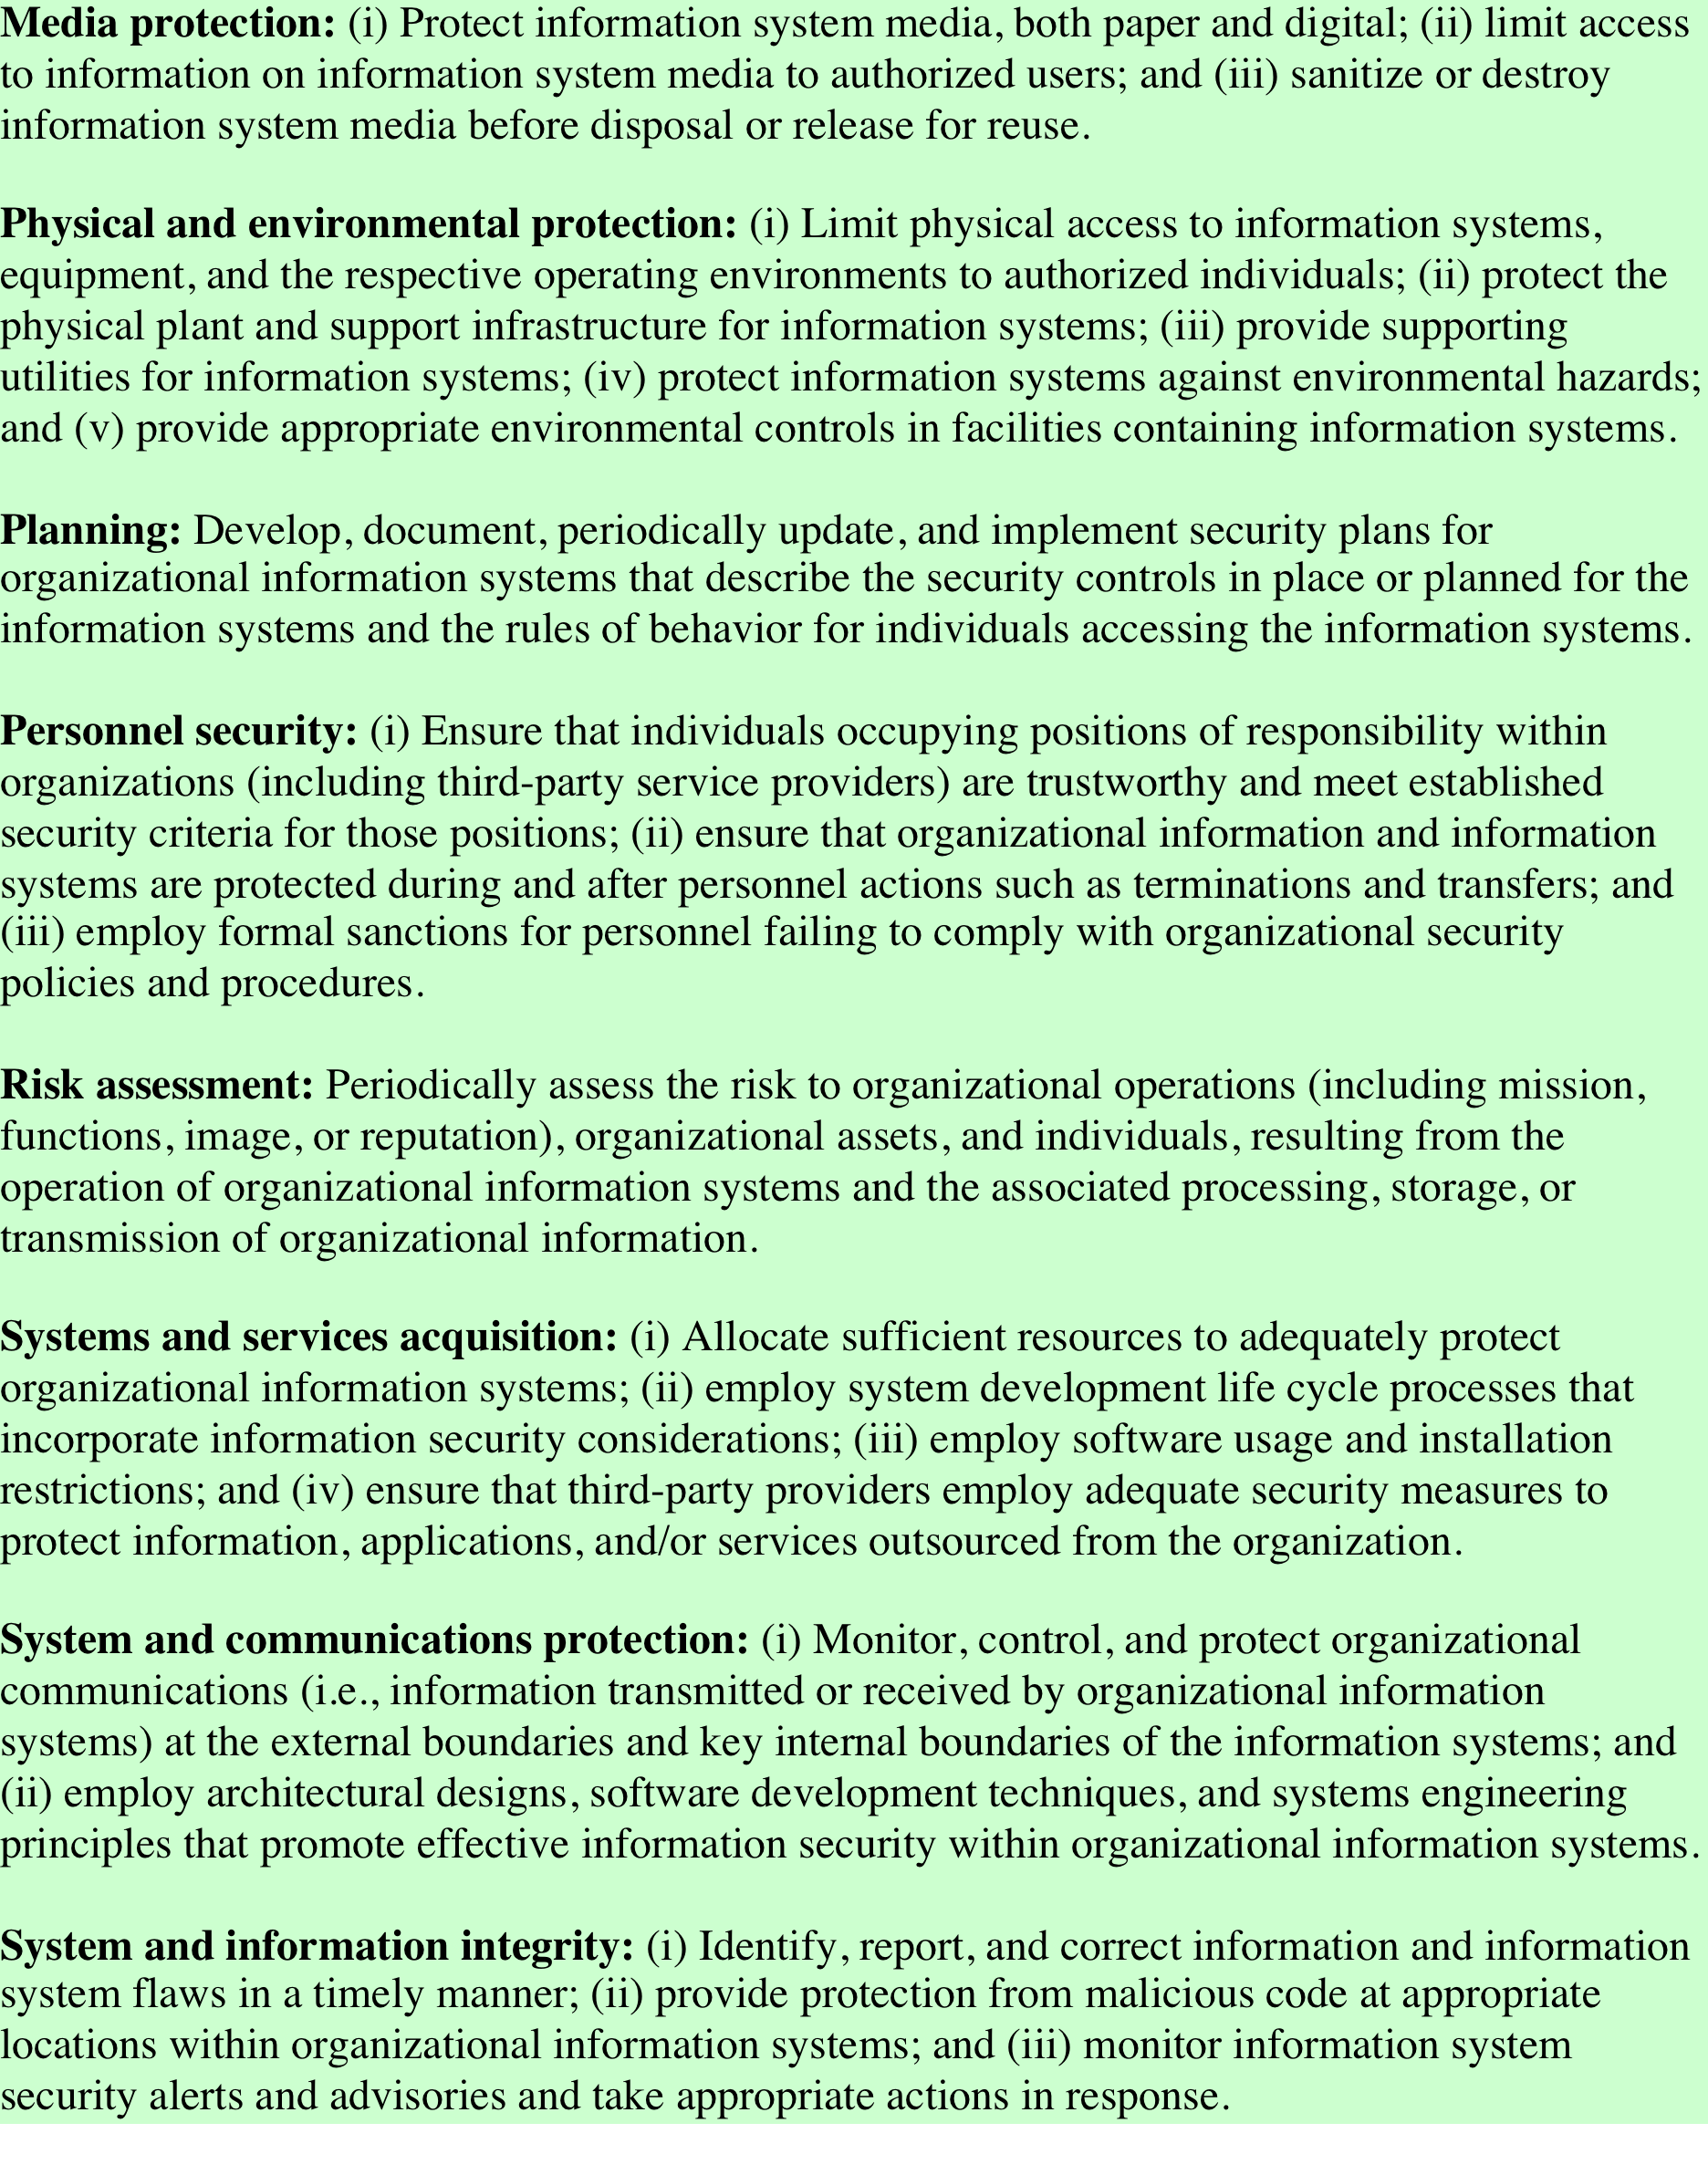 Media protection: (i) Protect information system media, both paper and digital; (ii) limit access
to information on information system media to authorized users; and (iii) sanitize or destroy
information system media before disposal or release for reuse.
Physical and environmental protection: (i) Limit physical access to information systems,
equipment, and the respective operating environments to authorized individuals; (ii) protect the
physical plant and support infrastructure for information systems; (iii) provide supporting
utilities for information systems; (iv) protect information systems against environmental hazards;
and (v) provide appropriate environmental controls in facilities containing information systems.
Planning: Develop, document, periodically update, and implement security plans for
organizational information systems that describe the security controls in place or planned for the
information systems and the rules of behavior for individuals accessing the information systems.
Personnel security: (i) Ensure that individuals occupying positions of responsibility within
organizations (including third-party service providers) are trustworthy and meet established
security criteria for those positions; (ii) ensure that organizational information and information
systems are protected during and after personnel actions such as terminations and transfers; and
(iii) employ formal sanctions for personnel failing to comply with organizational security
policies and procedures.
Risk assessment: Periodically assess the risk to organizational operations (including mission,
functions, image, or reputation), organizational assets, and individuals, resulting from the
operation of organizational information systems and the associated processing, storage, or
transmission of organizational information.
Systems and services acquisition: (i) Allocate sufficient resources to adequately protect
organizational information systems; (ii) employ system development life cycle processes that
incorporate information security considerations; (iii) employ software usage and installation
restrictions; and (iv) ensure that third-party providers employ adequate security measures to
protect information, applications, and/or services outsourced from the organization.
System and communications protection: (i) Monitor, control, and protect organizational
communications (i.e., information transmitted or received by organizational information
systems) at the external boundaries and key internal boundaries of the information systems; and
(ii) employ architectural designs, software development techniques, and systems engineering
principles that promote effective information security within organizational information systems.
System and information integrity: (i) Identify, report, and correct information and information
system flaws in a timely manner; (ii) provide protection from malicious code at appropriate
locations within organizational information systems; and (iii) monitor information system
security alerts and advisories and take appropriate actions in response.